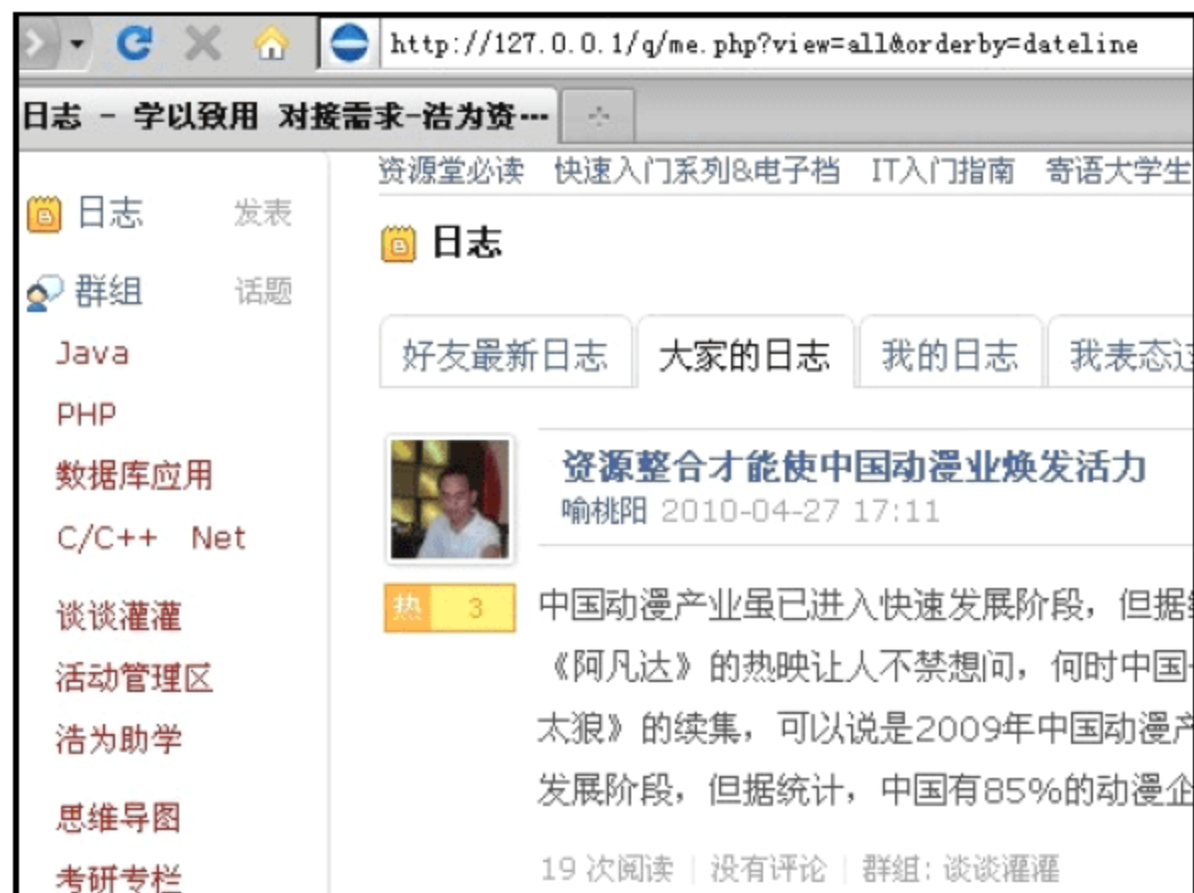 http://127.0.0.1/q/me.php?view=all&orderby=dateline
日志 - 学以致用 对接需求-浩为资…
资源堂必读 快速入门系列&电子档 IT入门指南 寄语大学生
日志 发表
群组 话题
Java
PHP
数据库应用
C/C++ Net
谈谈灌灌
活动管理区
浩为助学
思维导图
考研专栏
日志
好友最新日志 大家的日志 我的日志 我表态过
资源整合才能使中国动漫业焕发活力
喻桃阳 2010-04-27 17:11
热 3
中国动漫产业虽已进入快速发展阶段，但据
《阿凡达》的热映让人不禁想问，何时中国
太狼》的续集，可以说是2009年中国动漫产
发展阶段，但据统计，中国有85%的动漫企
19 次阅读 | 没有评论 | 群组: 谈谈灌灌